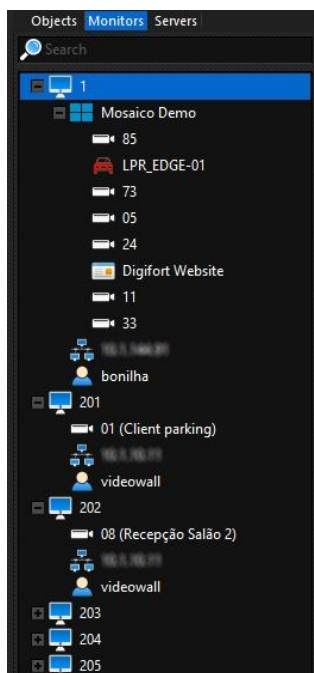 Objects Monitors Servers
Search
1
Mosaico Demo
85
LPR_EDGE-01
73
05
24
Digifort Website
11
33
bonilha
201
01 (Client parking)
videowall
202
08 (Recepção Salão 2)
videowall
203
204
205